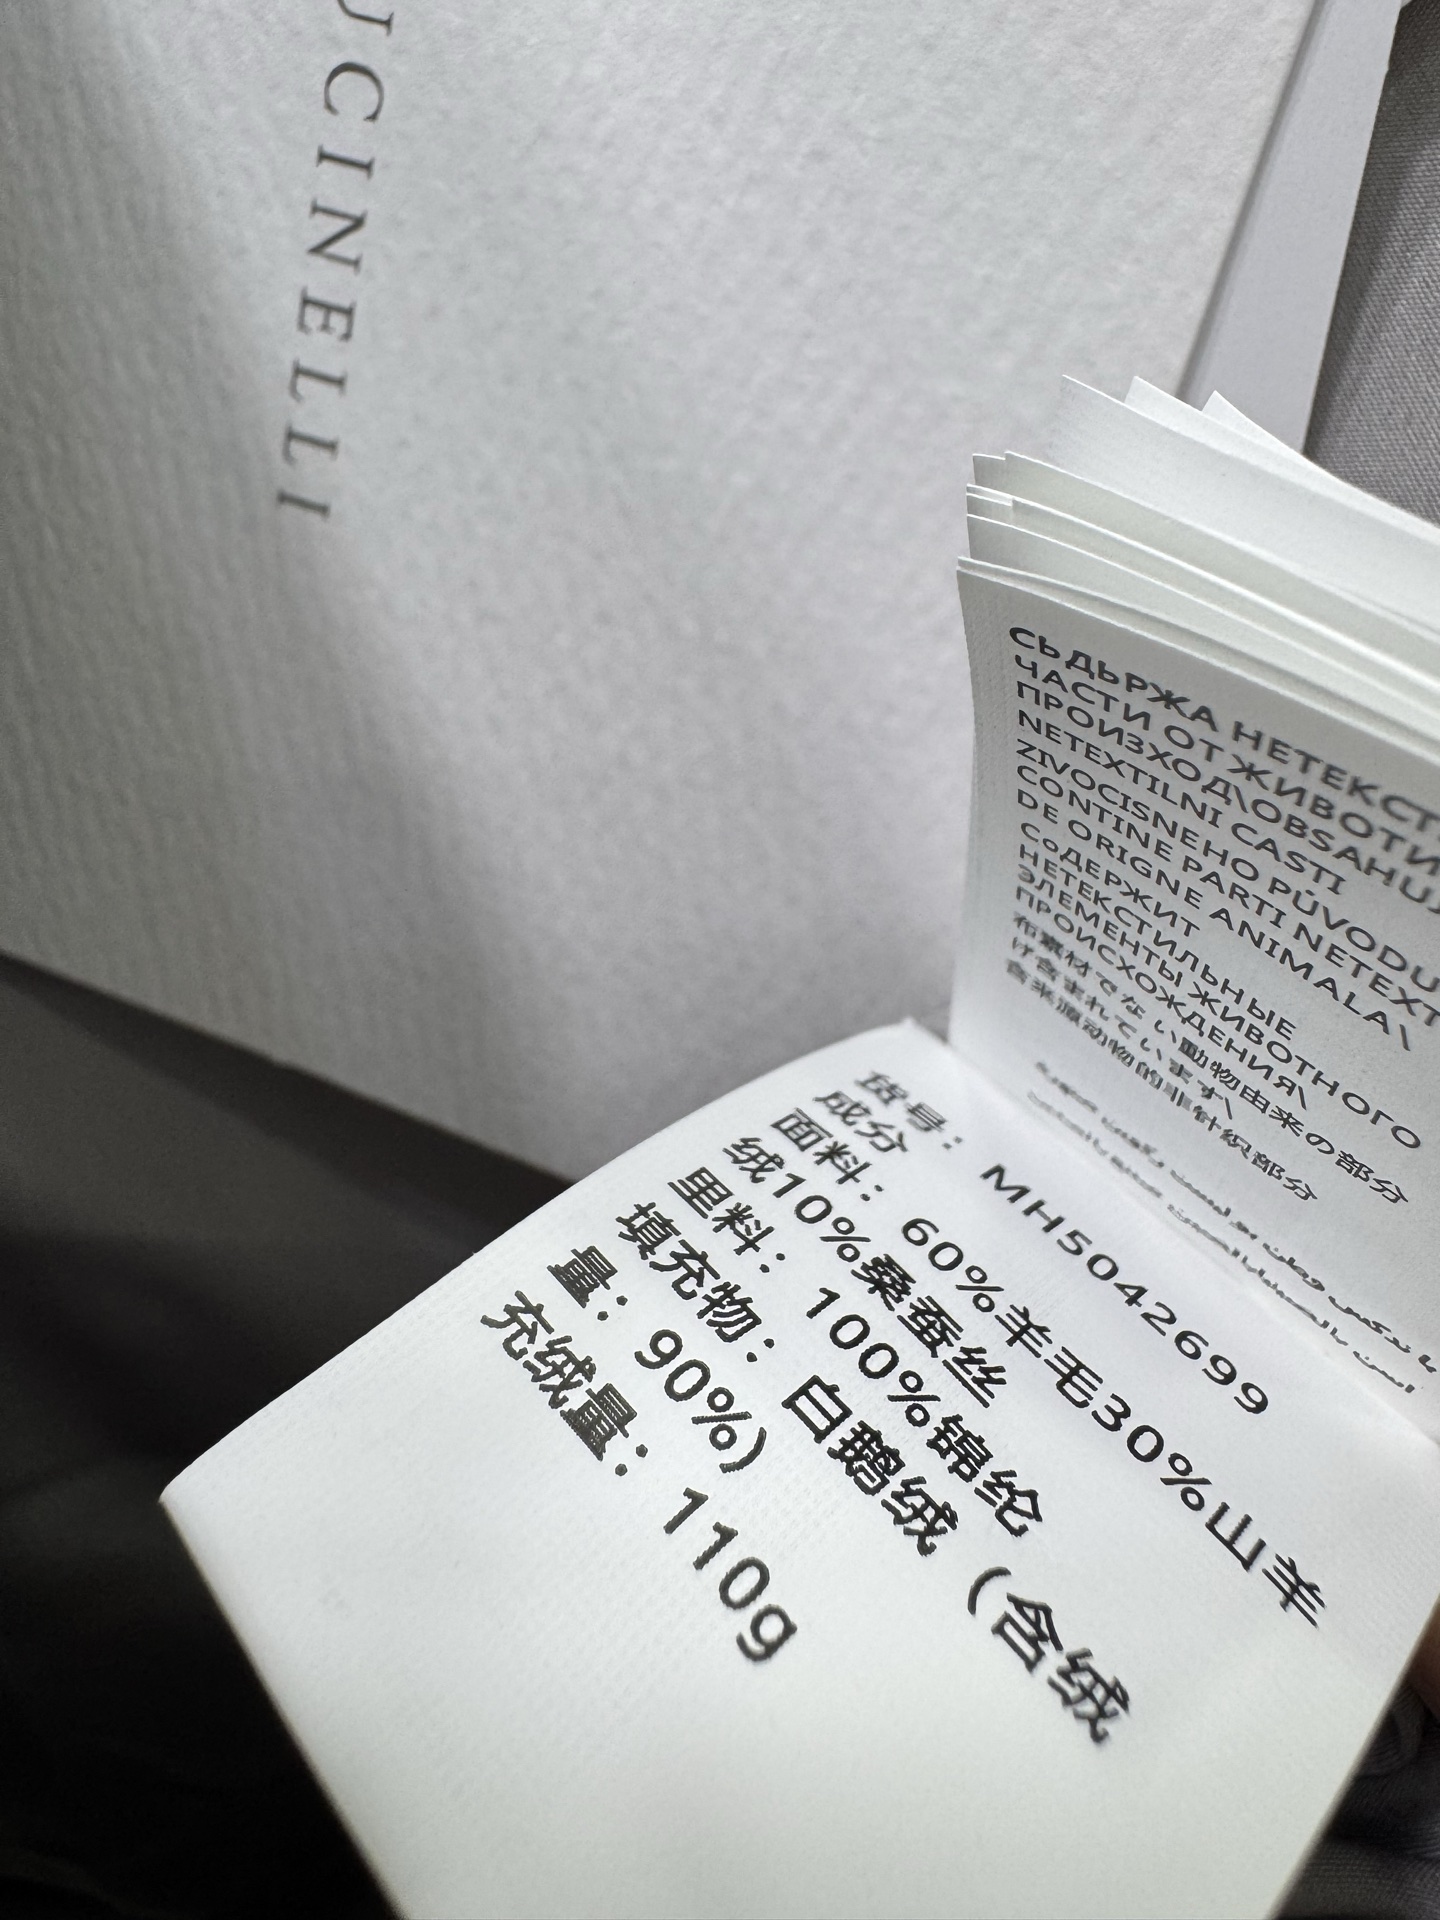 UCINELLI
СЪДЪРЖА НЕТЕКСТ
ЧАСТИ ОТ ЖИВОТИ
ПРОИЗХОД\OBSAHUJ
NETEXTILNI CASTI
ZIVOCISNEHO PŮVODU
CONTINE PARTI NETEXT
DE ORIGNE ANIMALA\
СоДЕРЖИТ
НЕТЕКСТИЛЬНЫЕ
ЭЛЕМЕНТЫ ЖИВОТНОГО
ПРОИСХОЖДЕНИЯ\
布素材でない動物由来の部分
が含まれています\
含来源动物的非针织部分
货号: MH5042699
成分
面料: 60%羊毛30%山羊
绒10%桑蚕丝
里料: 100%锦纶
填充物: 白鹅绒（含绒
量: 90%)
充绒量: 110g